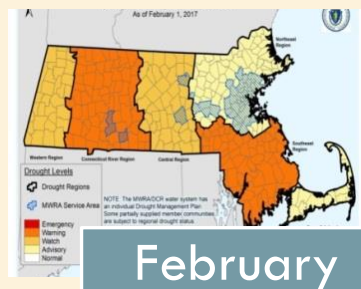 As of February 1, 2017
Northeast
Region
Western Region
Connecticut River Region
Central Region
Southeast
Region
Drought Levels
Drought Regions
MWRA Service Area
Emergency
Warning
Watch
Advisory
Normal
NOTE: The MWRA/DCR water system has
an individual Drought Management Plan.
Some partially supplied member communities
are subject to regional drought status.
February